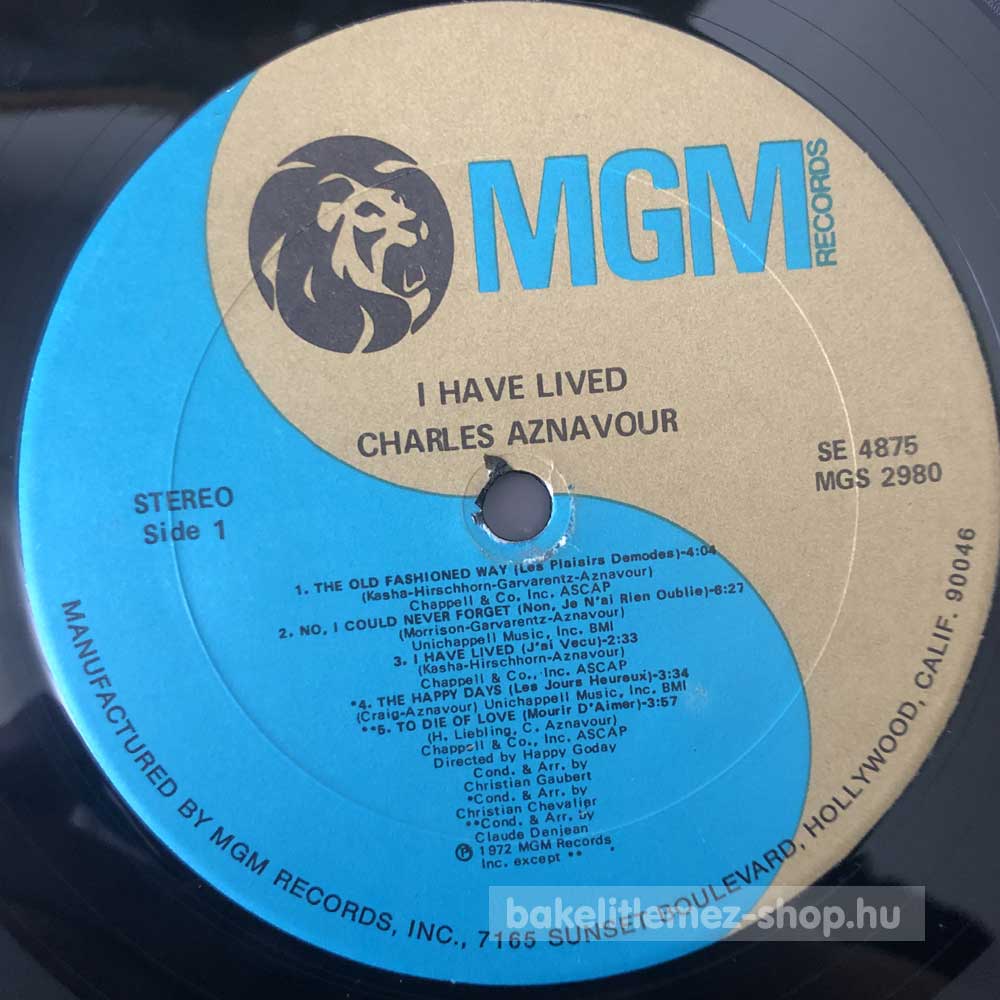 MGM RECORDS
I HAVE LIVED
CHARLES AZNAVOUR
SE 4875
MGS 2980
STEREO
Side 1
1. THE OLD FASHIONED WAY (Les Plaisirs Demodes)-4:04
(Kasha-Hirschhorn-Garvarentz-Aznavour)
Chappell & Co. Inc. ASCAP
2. NO, I COULD NEVER FORGET (Non, Je N'ai Rien Oublie)-6:27
(Morrison-Garvarentz-Aznavour)
Unichappell Music, Inc. BMI
3. I HAVE LIVED (J'ai Vecu)-2:33
(Kasha-Hirschhorn-Aznavour)
Chappell & Co., Inc. ASCAP
*4. THE HAPPY DAYS (Les Jours Heureux)-3:34
(Craig-Aznavour) Unichappell Music, Inc. BMI
**5. TO DIE OF LOVE (Mourir D'Aimer)-3:57
(H. Liebling, C. Aznavour)
Chappell & Co., Inc. ASCAP
Directed by Happy Goday
Cond. & Arr. by
Christian Gaubert
*Cond. & Arr. by
Christian Chevalier
**Cond. & Arr. by
Claude Denjean
℗ 1972 MGM Records
Inc. except **
MANUFACTURED BY MGM RECORDS, INC., 7165 SUNSET BOULEVARD, HOLLYWOOD, CALIF. 90046
bakelitlemez-shop.hu